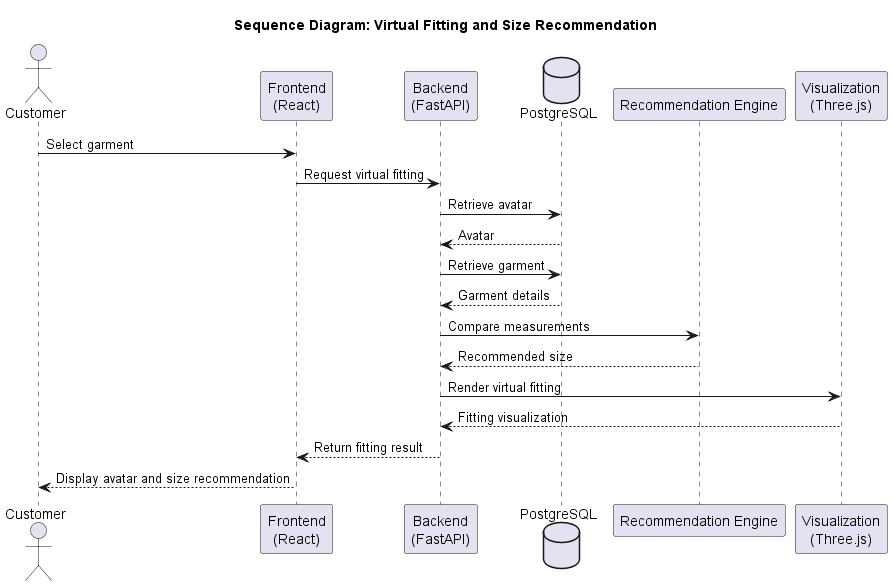 Sequence Diagram: Virtual Fitting and Size Recommendation
Customer
Frontend
(React)
Backend
(FastAPI)
PostgreSQL
Recommendation Engine
Visualization
(Three.js)
Select garment
Request virtual fitting
Retrieve avatar
Avatar
Retrieve garment
Garment details
Compare measurements
Recommended size
Render virtual fitting
Fitting visualization
Return fitting result
Display avatar and size recommendation
Customer
Frontend
(React)
Backend
(FastAPI)
PostgreSQL
Recommendation Engine
Visualization
(Three.js)